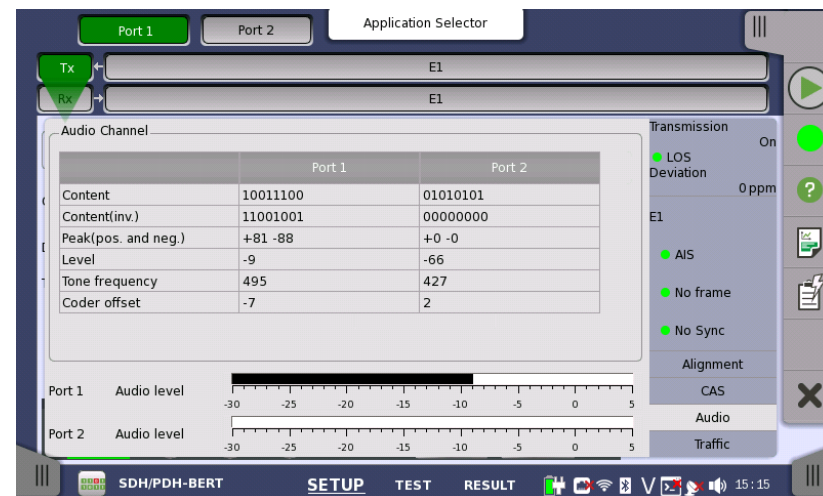 Port 1
Port 2
Application Selector
Tx
E1
Rx
E1
Audio Channel
Port 1 Port 2
Content 10011100 01010101
Content(inv.) 11001001 00000000
Peak(pos. and neg.) +81 -88 +0 -0
Level -9 -66
Tone frequency 495 427
Coder offset -7 2
Port 1 Audio level
-30 -25 -20 -15 -10 -5 0 5
Port 2 Audio level
-30 -25 -20 -15 -10 -5 0 5
Transmission
On
LOS
Deviation
0 ppm
E1
AIS
No frame
No Sync
Alignment
CAS
Audio
Traffic
SDH/PDH-BERT SETUP TEST RESULT 15:15